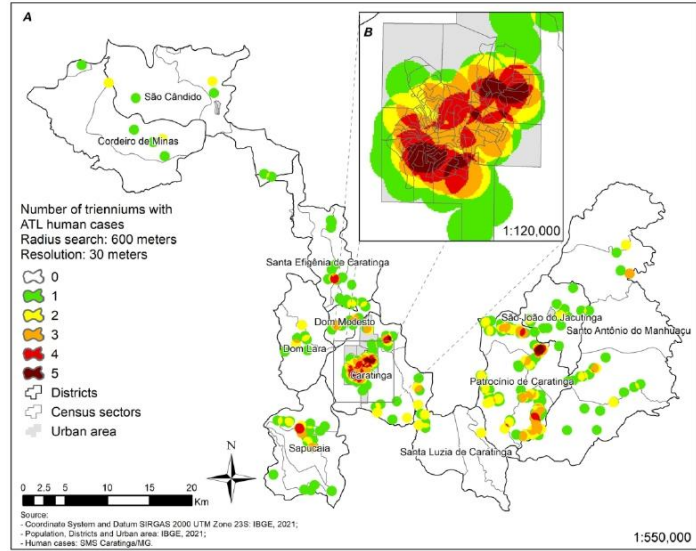 A
B
São Cândido
Cordeiro de Minas
Number of trienniums with
ATL human cases
Radius search: 600 meters
Resolution: 30 meters
0
1
2
3
4
5
Districts
Census sectors
Urban area
1:120,000
Santa Efigênia de Caratinga
Dom Modesto
Dom Lara
Caratinga
São João do Jacutinga
Santo Antônio do Manhuaçu
Patrocínio de Caratinga
Santa Luzia de Caratinga
Sapucaia
N
0 2.5 5 10 15 20
Km
Source:
- Coordinate System and Datum SIRGAS 2000 UTM Zone 23S: IBGE, 2021;
- Population, Districts and Urban area: IBGE, 2021;
- Human cases: SMS Caratinga/MG.
1:550,000